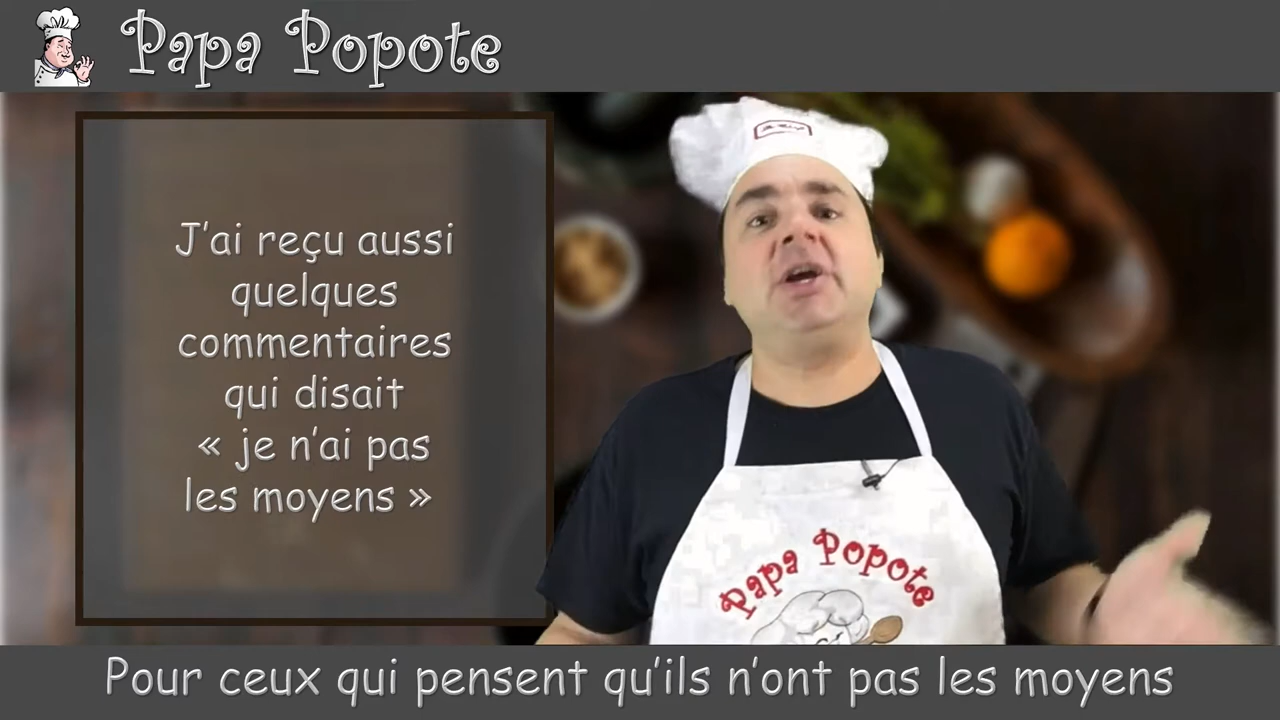 Papa Popote
J'ai reçu aussi
quelques
commentaires
qui disait
« je n'ai pas
les moyens »
Papa Popote
Pour ceux qui pensent qu'ils n'ont pas les moyens